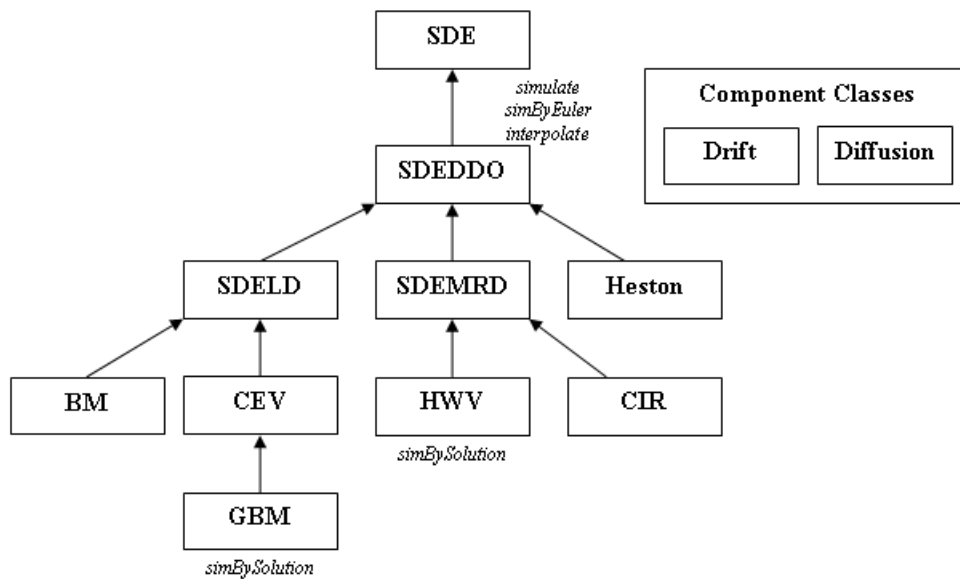 SDE
simulate
simByEuler
interpolate
Component Classes
Drift
Diffusion
SDEDDO
SDELD
SDEMRD
Heston
BM
CEV
HWV
CIR
simBySolution
GBM
simBySolution